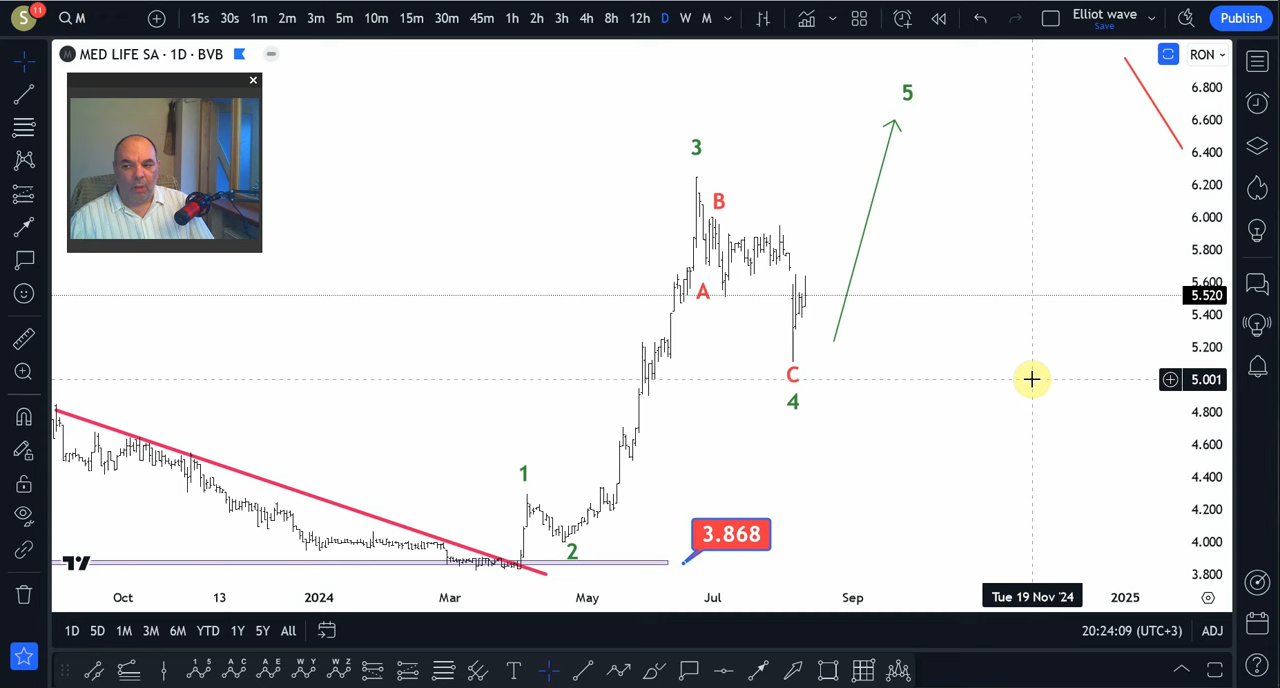 S 11 M 15s 30s 1m 2m 3m 5m 10m 15m 30m 45m 1h 2h 3h 4h 8h 12h D W M Elliot wave Publish
Save
M MED LIFE SA · 1D · BVB RON
6.800
5
6.600
6.400
3
6.200
B
6.000
5.800
5.600
A
5.520
5.400
5.200
C
5.001
4
4.800
4.600
1
4.400
4.200
3.868
4.000
2
3.800
Oct 13 2024 Mar May Jul Sep Tue 19 Nov '24 2025
1D 5D 1M 3M 6M YTD 1Y 5Y All 20:24:09 (UTC+3) ADJ
1 5 A C A E W Y W Z
T